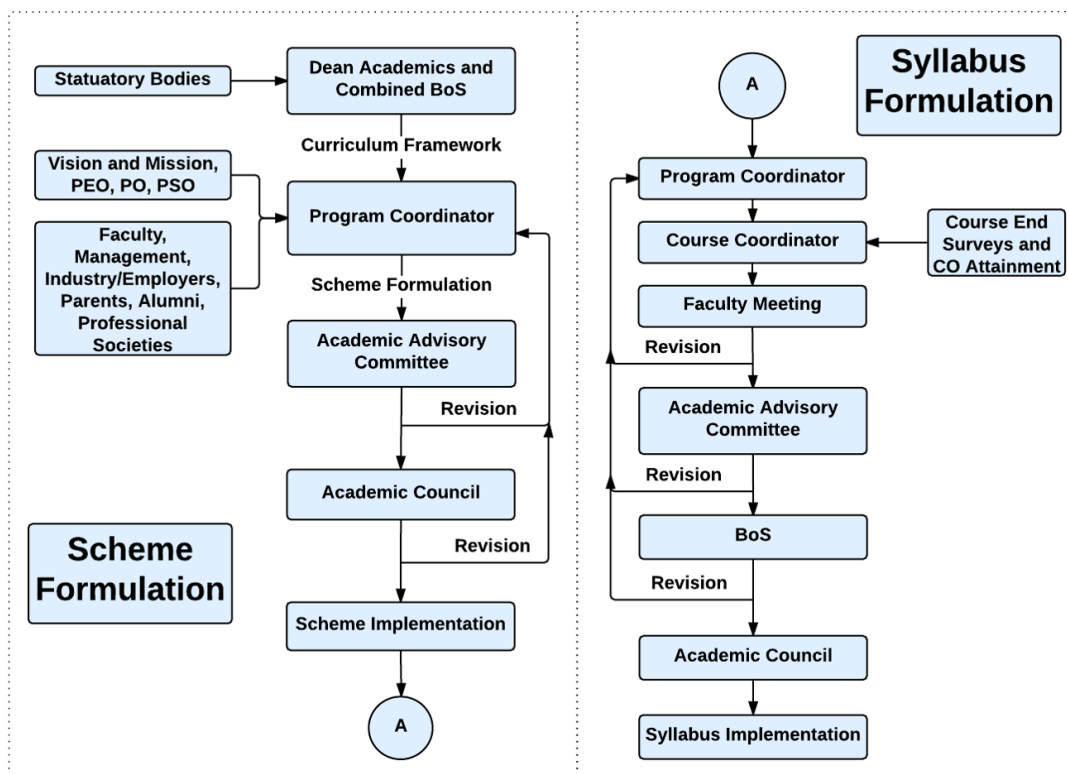 Statuatory Bodies
Dean Academics and
Combined BoS
Curriculum Framework
Vision and Mission,
PEO, PO, PSO
Program Coordinator
Faculty,
Management,
Industry/Employers,
Parents, Alumni,
Professional
Societies
Scheme Formulation
Academic Advisory
Committee
Revision
Academic Council
Revision
Scheme
Formulation
Scheme Implementation
A
Syllabus
Formulation
A
Program Coordinator
Course Coordinator
Course End
Surveys and
CO Attainment
Faculty Meeting
Revision
Academic Advisory
Committee
Revision
BoS
Revision
Academic Council
Syllabus Implementation